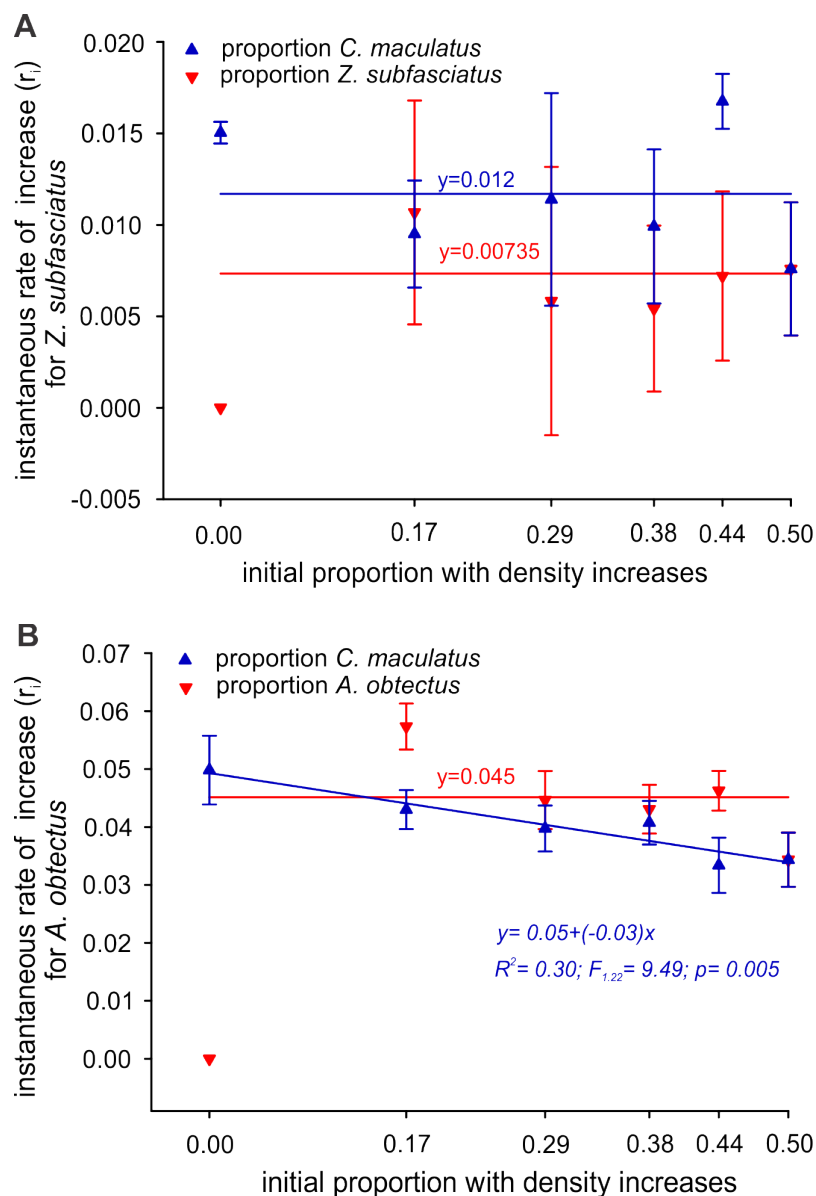 A
proportion C. maculatus
proportion Z. subfasciatus
instantaneous rate of increase (ri)
for Z. subfasciatus
0.020
0.015
0.010
0.005
0.000
-0.005
y=0.012
y=0.00735
0.00 0.17 0.29 0.38 0.44 0.50
initial proportion with density increases
B
proportion C. maculatus
proportion A. obtectus
instantaneous rate of increase (ri)
for A. obtectus
0.07
0.06
0.05
0.04
0.03
0.02
0.01
0.00
y=0.045
y= 0.05+(-0.03)x
R²= 0.30; F1.22= 9.49; p= 0.005
0.00 0.17 0.29 0.38 0.44 0.50
initial proportion with density increases